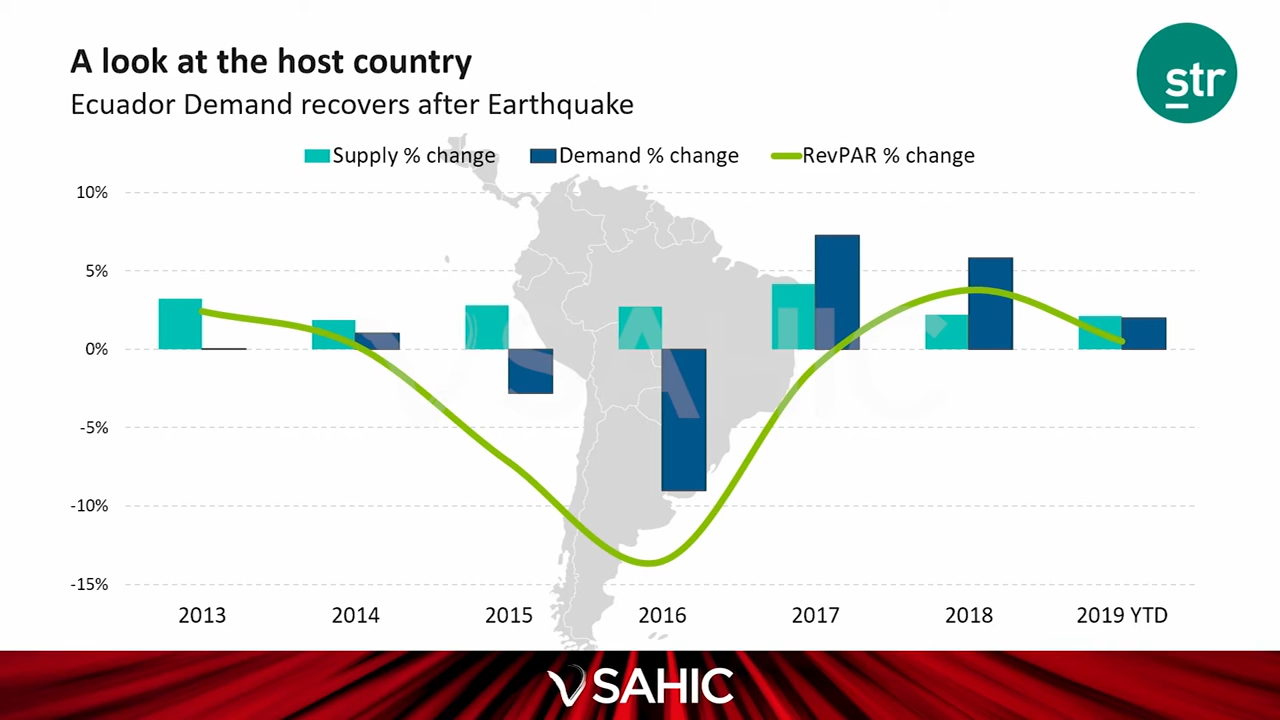 A look at the host country
Ecuador Demand recovers after Earthquake
str
Supply % change Demand % change RevPAR % change
10%
5%
0%
-5%
-10%
-15%
2013 2014 2015 2016 2017 2018 2019 YTD
VSAHIC
SAHIC